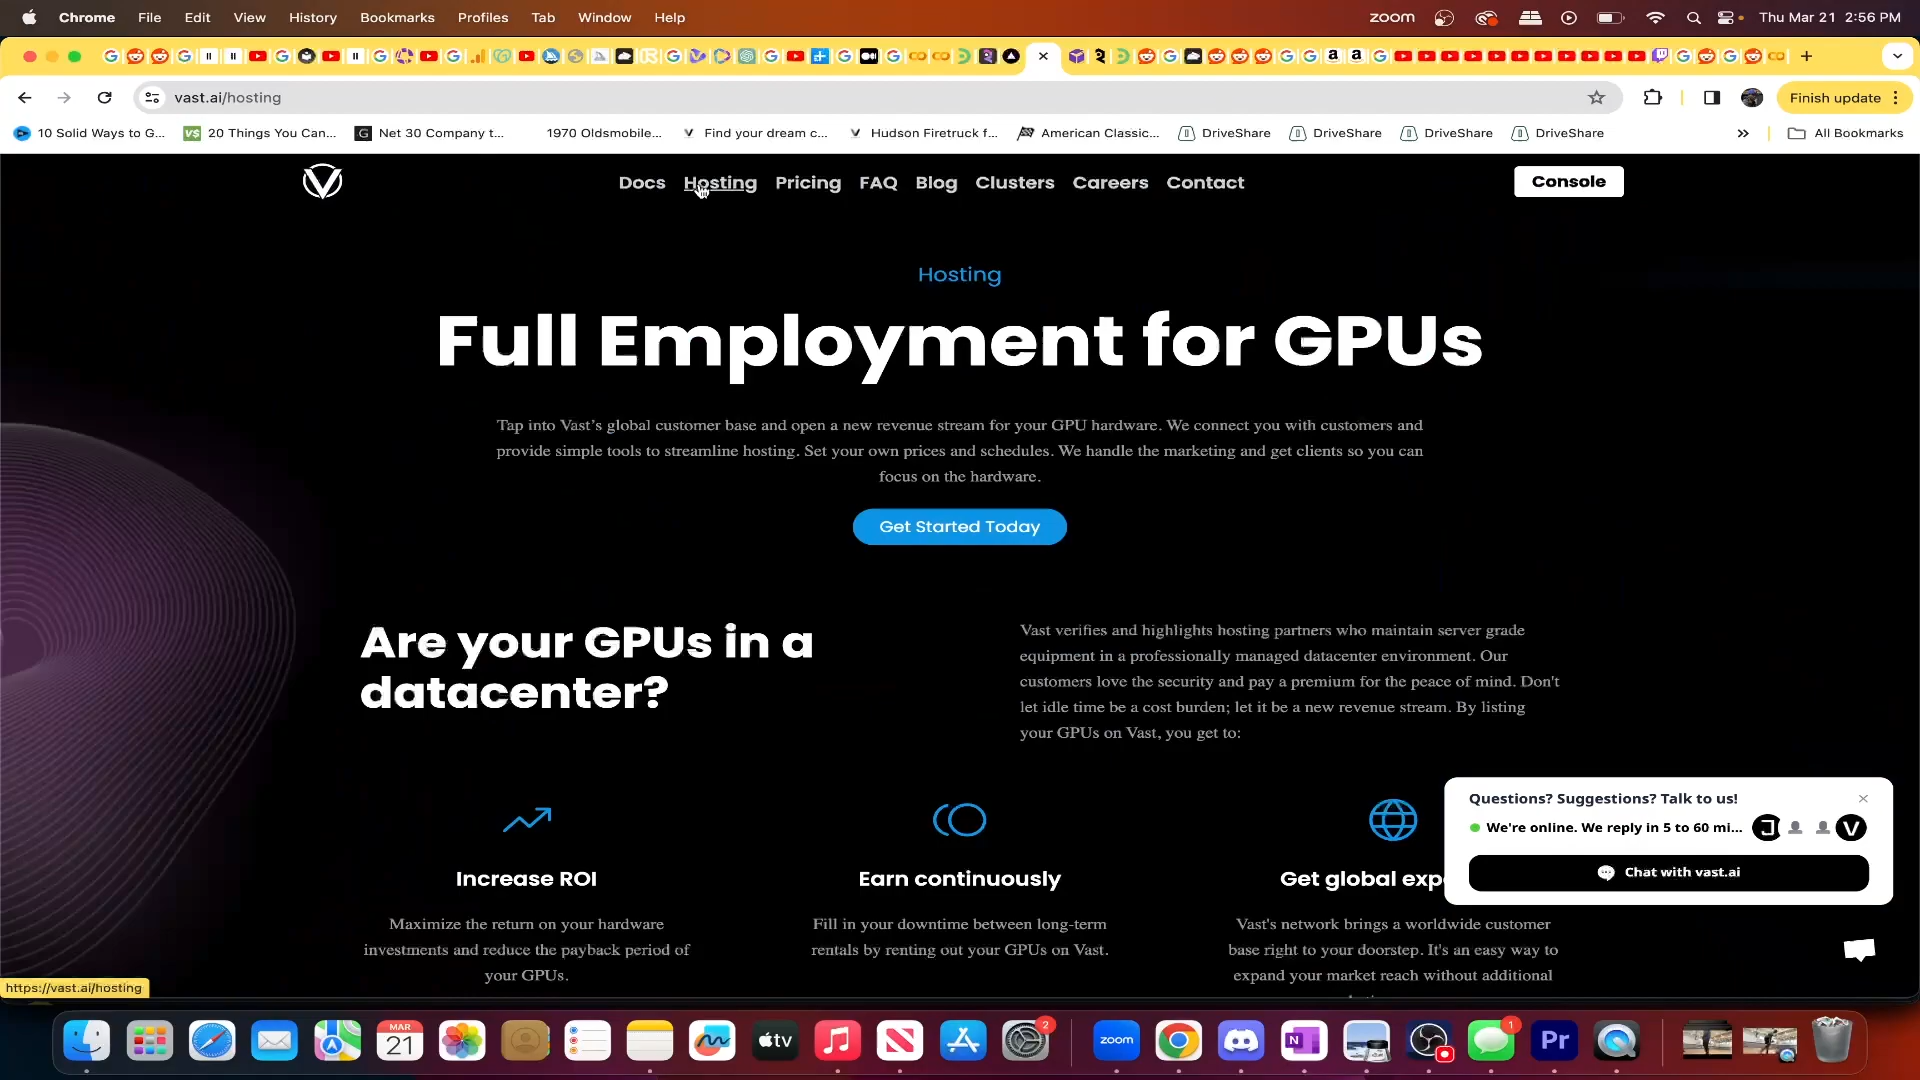 Chrome File Edit View History Bookmarks Profiles Tab Window Help
zoom
Thu Mar 21 2:56 PM
vast.ai/hosting
Finish update
10 Solid Ways to G...
20 Things You Can...
Net 30 Company t...
1970 Oldsmobile...
Find your dream c...
Hudson Firetruck f...
American Classic...
DriveShare
DriveShare
DriveShare
DriveShare
All Bookmarks
Docs Hosting Pricing FAQ Blog Clusters Careers Contact
Console
Hosting
Full Employment for GPUs
Tap into Vast’s global customer base and open a new revenue stream for your GPU hardware. We connect you with customers and
provide simple tools to streamline hosting. Set your own prices and schedules. We handle the marketing and get clients so you can
focus on the hardware.
Get Started Today
Are your GPUs in a
datacenter?
Vast verifies and highlights hosting partners who maintain server grade
equipment in a professionally managed datacenter environment. Our
customers love the security and pay a premium for the peace of mind. Don't
let idle time be a cost burden; let it be a new revenue stream. By listing
your GPUs on Vast, you get to:
Increase ROI
Maximize the return on your hardware
investments and reduce the payback period of
your GPUs.
Earn continuously
Fill in your downtime between long-term
rentals by renting out your GPUs on Vast.
Get global exp
Vast's network brings a worldwide customer
base right to your doorstep. It's an easy way to
expand your market reach without additional
Questions? Suggestions? Talk to us!
We're online. We reply in 5 to 60 mi...
Chat with vast.ai
https://vast.ai/hosting
MAR
21
tv
2
zoom
N
1
Pr